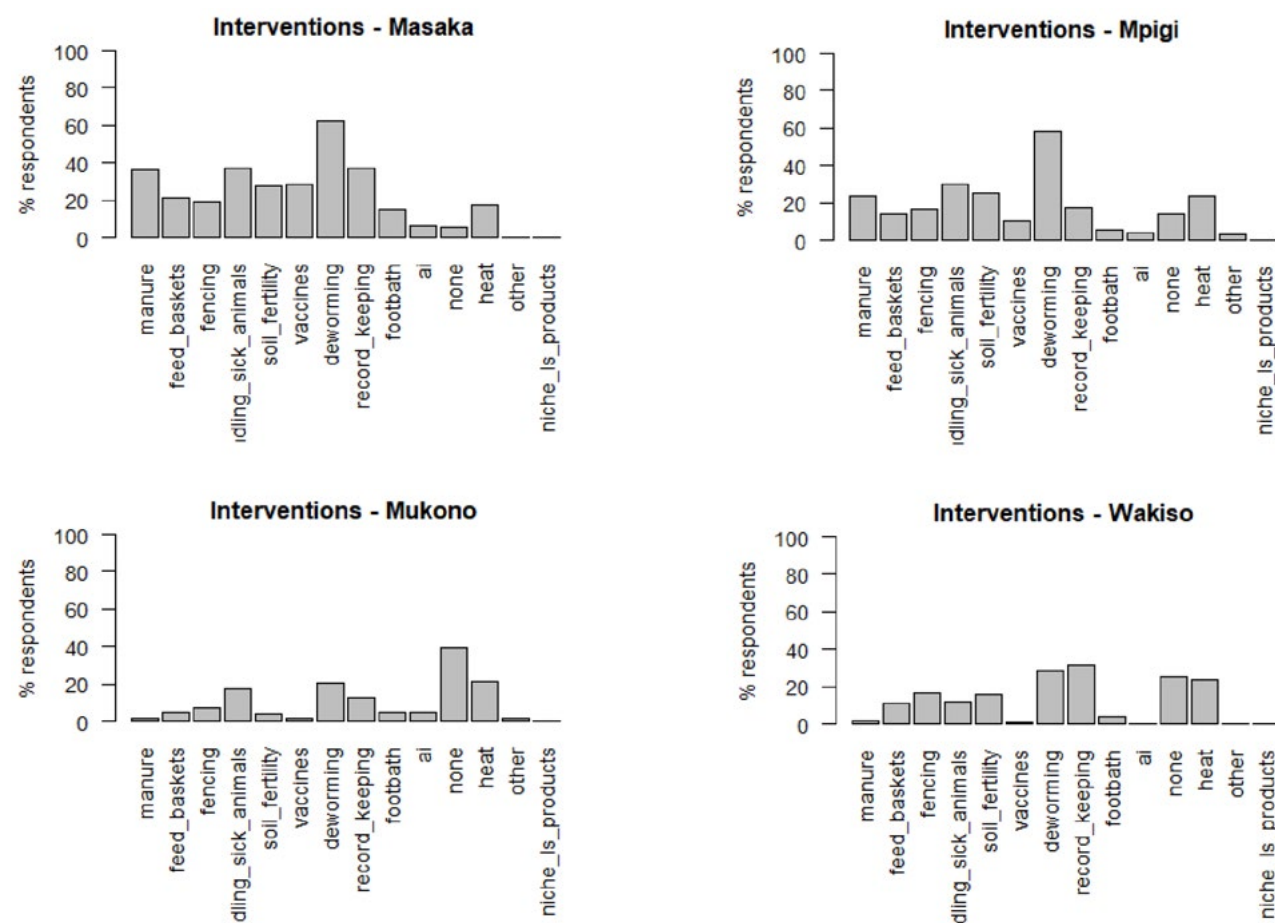 Interventions - Masaka
% respondents
100
80
60
40
20
0
manure
feed_baskets
fencing
ıdling_sick_animals
soil_fertility
vaccines
deworming
record_keeping
footbath
ai
none
heat
other
niche_ls_products
Interventions - Mpigi
% respondents
100
80
60
40
20
0
manure
feed_baskets
fencing
ıdling_sick_animals
soil_fertility
vaccines
deworming
record_keeping
footbath
ai
none
heat
other
niche_ls_products
Interventions - Mukono
% respondents
100
80
60
40
20
0
manure
feed_baskets
fencing
dling_sick_animals
soil_fertility
vaccines
deworming
record_keeping
footbath
ai
none
heat
other
niche_ls_products
Interventions - Wakiso
% respondents
100
80
60
40
20
0
manure
feed_baskets
fencing
dling_sick_animals
soil_fertility
vaccines
deworming
record_keeping
footbath
ai
none
heat
other
niche_ls_products